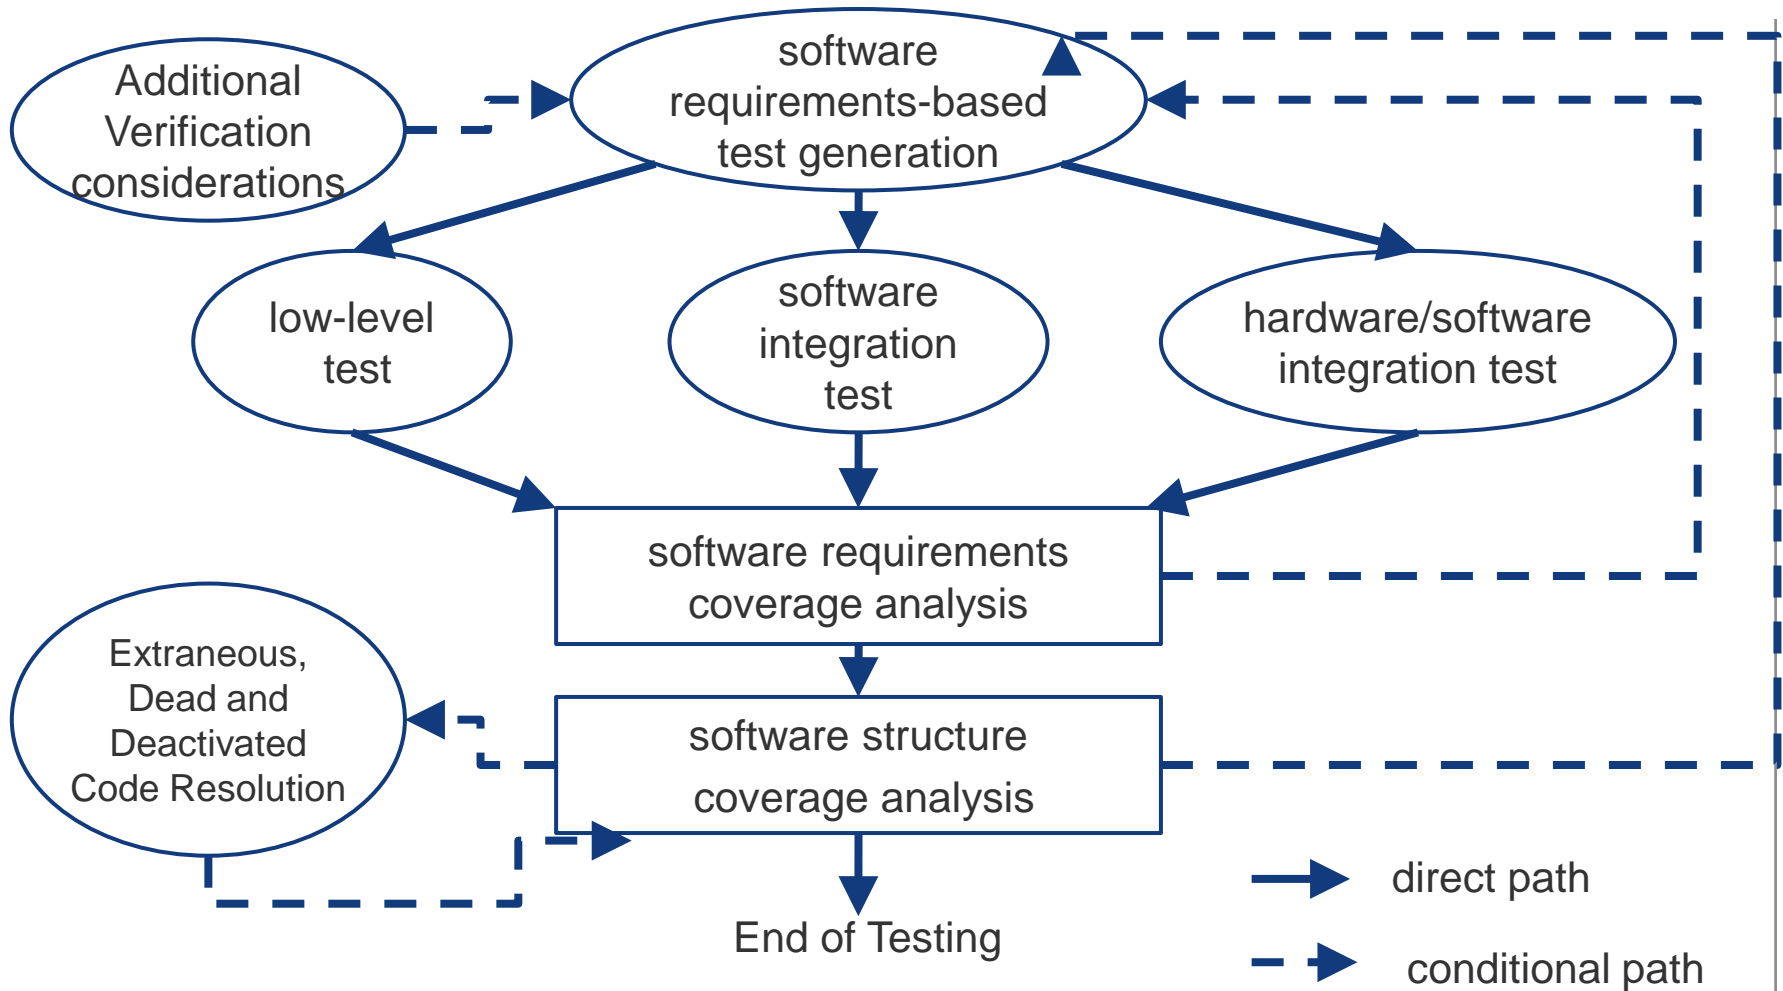 Additional
Verification
considerations
software
requirements-based
test generation
low-level
test
software
integration
test
hardware/software
integration test
software requirements
coverage analysis
Extraneous,
Dead and
Deactivated
Code Resolution
software structure
coverage analysis
End of Testing
direct path
conditional path